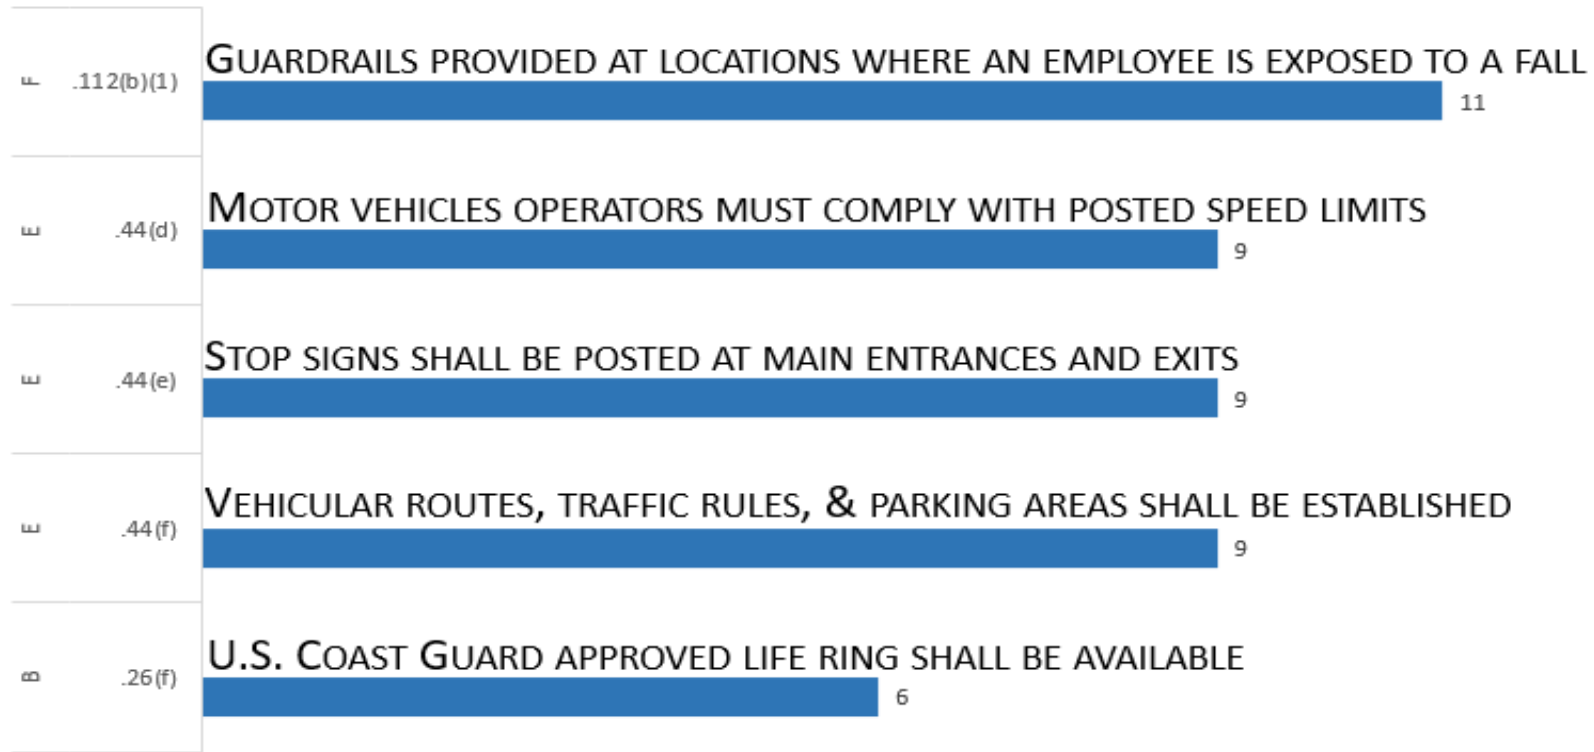 GUARDRAILS PROVIDED AT LOCATIONS WHERE AN EMPLOYEE IS EXPOSED TO A FALL
F .112(b)(1) 11
MOTOR VEHICLES OPERATORS MUST COMPLY WITH POSTED SPEED LIMITS
E .44(d) 9
STOP SIGNS SHALL BE POSTED AT MAIN ENTRANCES AND EXITS
E .44(e) 9
VEHICULAR ROUTES, TRAFFIC RULES, & PARKING AREAS SHALL BE ESTABLISHED
E .44(f) 9
U.S. COAST GUARD APPROVED LIFE RING SHALL BE AVAILABLE
B .26(f) 6